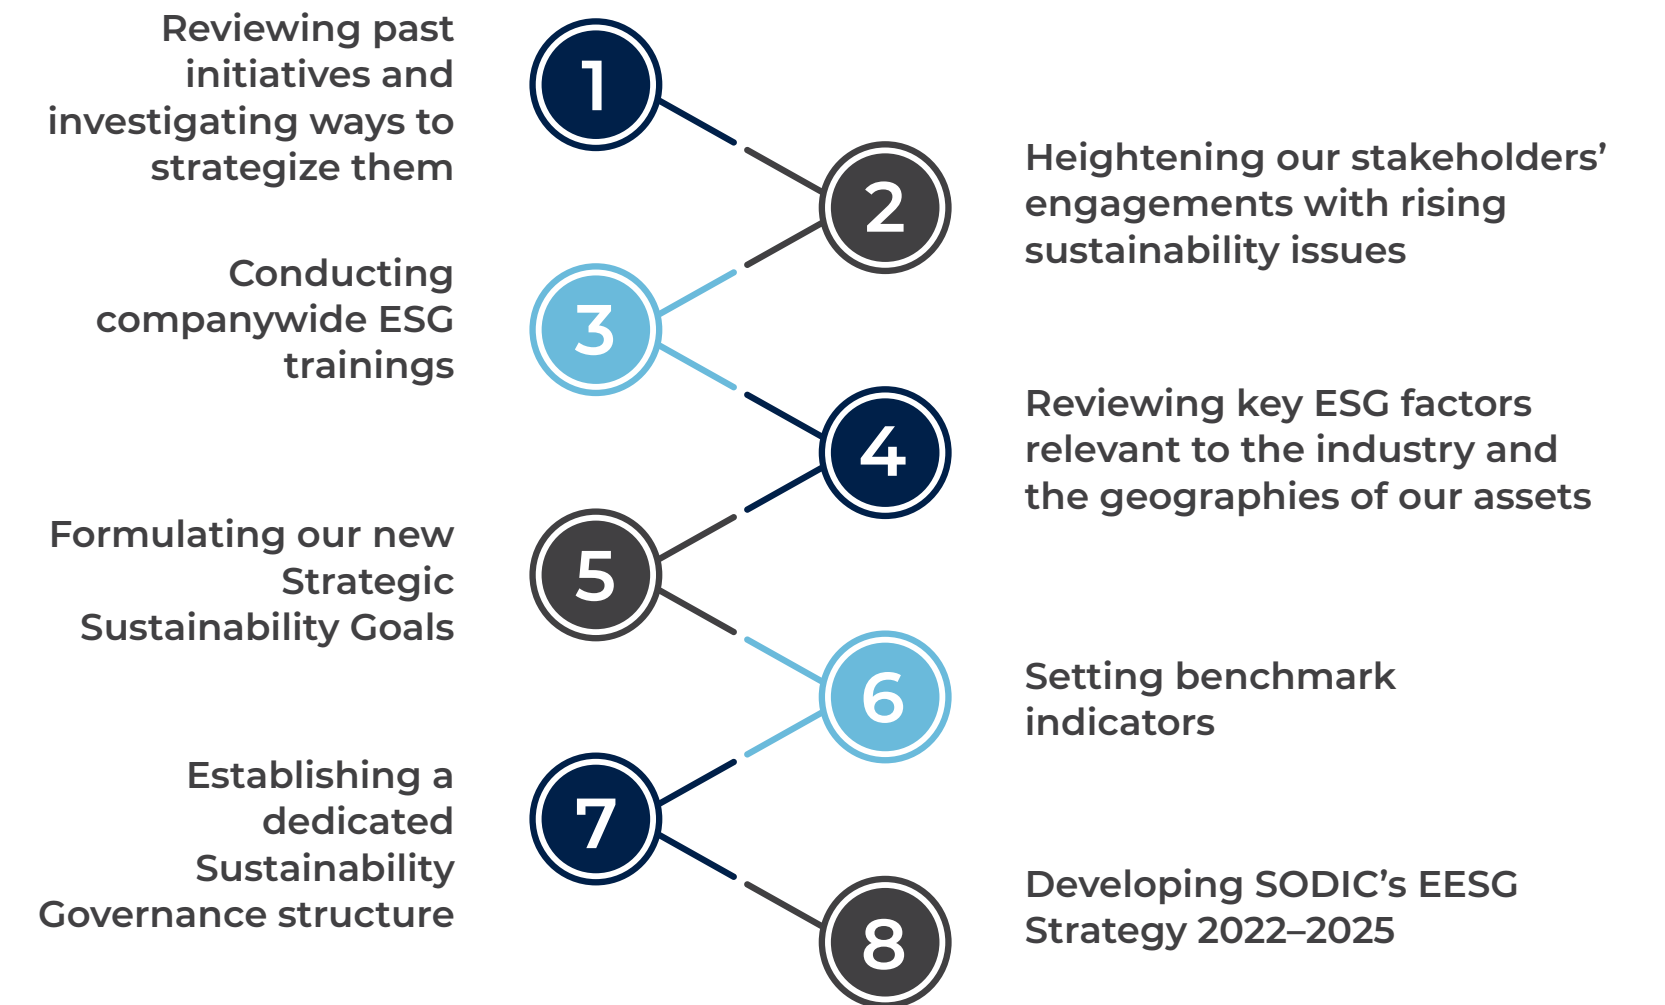 Reviewing past
initiatives and
investigating ways to
strategize them
1
2
Heightening our stakeholders’
engagements with rising
sustainability issues
Conducting
companywide ESG
trainings
3
4
Reviewing key ESG factors
relevant to the industry and
the geographies of our assets
Formulating our new
Strategic
Sustainability Goals
5
6
Setting benchmark
indicators
Establishing a
dedicated
Sustainability
Governance structure
7
8
Developing SODIC’s EESG
Strategy 2022–2025